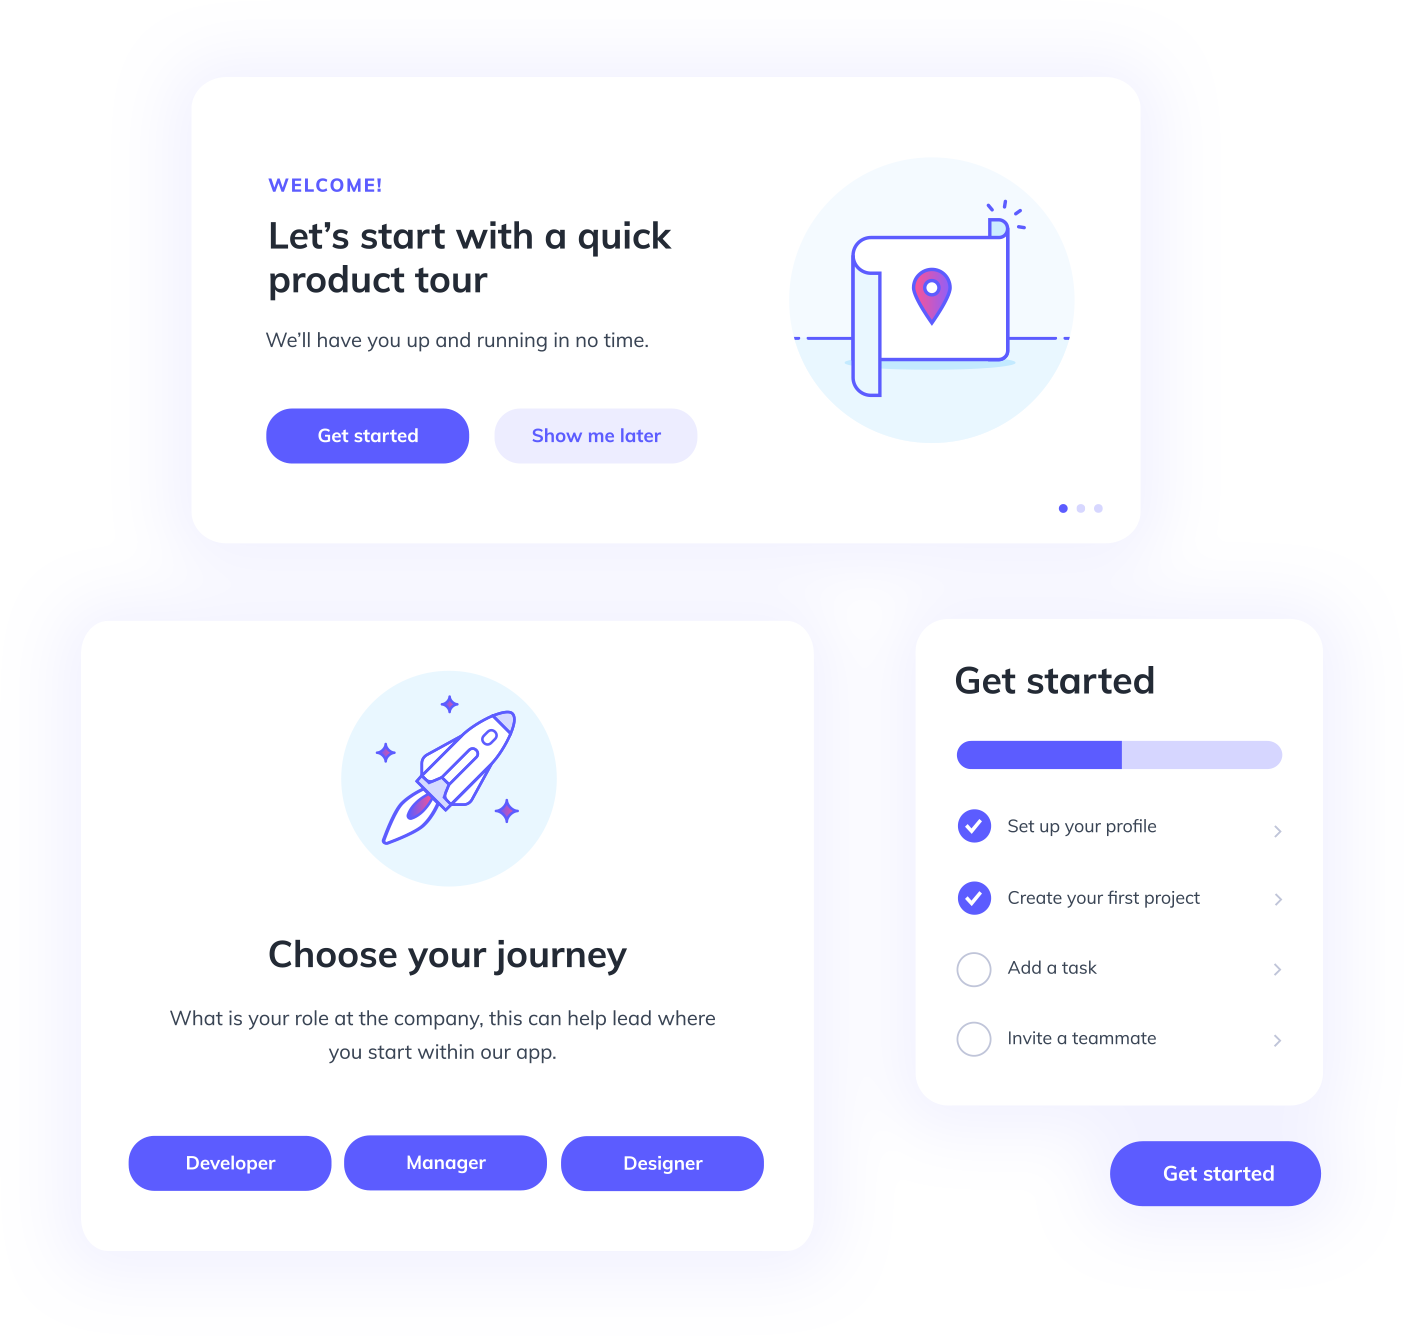 WELCOME!
Let’s start with a quick
product tour
We’ll have you up and running in no time.
Get started
Show me later
Choose your journey
What is your role at the company, this can help lead where
you start within our app.
Developer
Manager
Designer
Get started
Set up your profile
Create your first project
Add a task
Invite a teammate
Get started